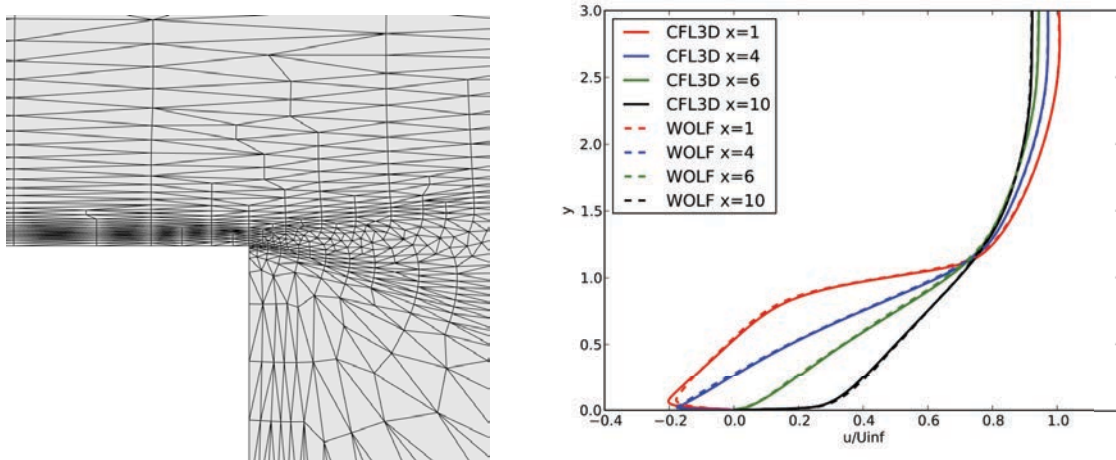 3.0
2.5
2.0
1.5
1.0
0.5
0.0
y
CFL3D x=1
CFL3D x=4
CFL3D x=6
CFL3D x=10
WOLF x=1
WOLF x=4
WOLF x=6
WOLF x=10
−0.4 −0.2 0.0 0.2 0.4 0.6 0.8 1.0
u/Uinf